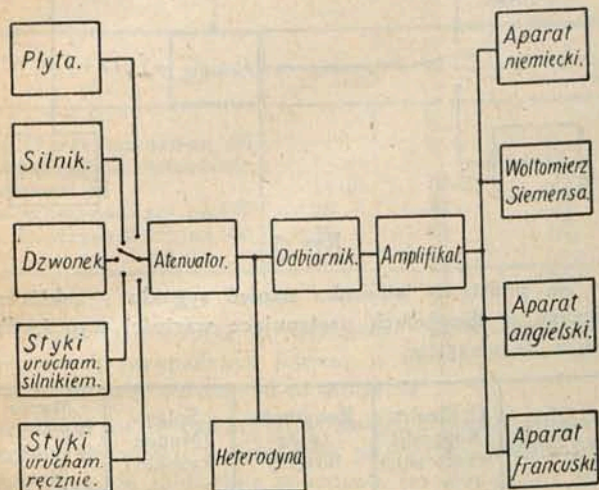 Płyta.
Silnik.
Dzwonek
Styki
urucham.
silnikiem.
Styki
urucham.
ręcznie.
Atenuator.
Heterodyna
Odbiornik.
Amplifikat.
Aparat
niemiecki.
Woltomierz
Siemensa.
Aparat
angielski.
Aparat
francuski.